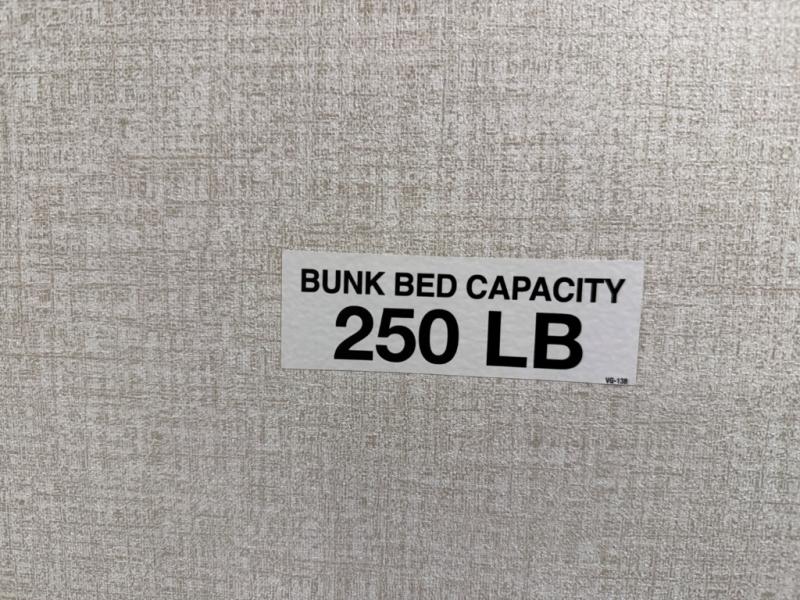 BUNK BED CAPACITY
250 LB
VG-138